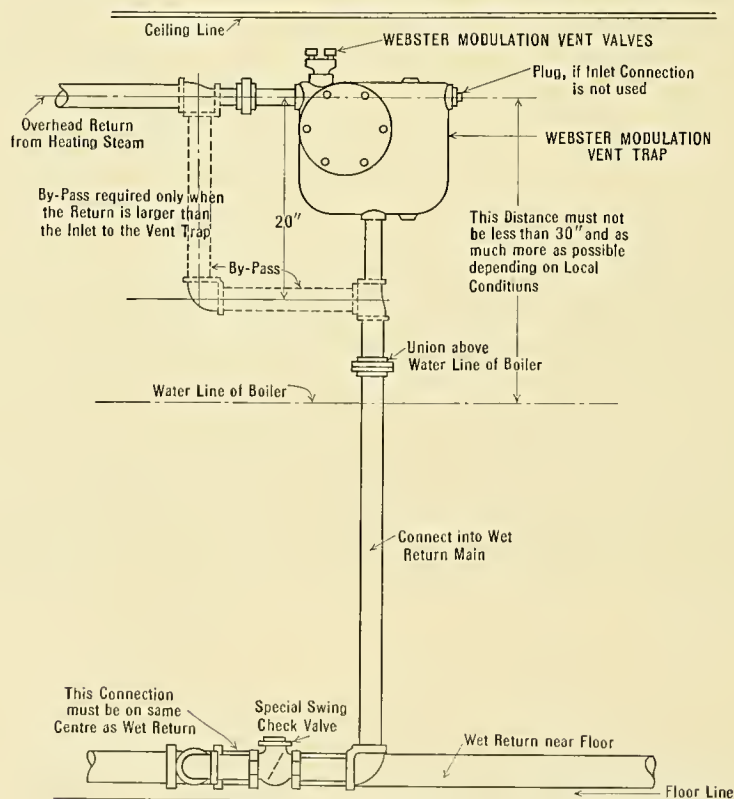 Ceiling Line
WEBSTER MODULATION VENT VALVES
Plug, if Inlet Connection
is not used
Overhead Return
from Heating Steam
WEBSTER MODULATION
VENT TRAP
By-Pass required only when
the Return is larger than
the Inlet to the Vent Trap
20"
This Distance must not
be less than 30" and as
much more as possible
depending on Local
Conditions
By-Pass
Union above
Water Line of Boiler
Water Line of Boiler
Connect into Wet
Return Main
This Connection
must be on same
Centre as Wet Return
Special Swing
Check Valve
Wet Return near Floor
Floor Line